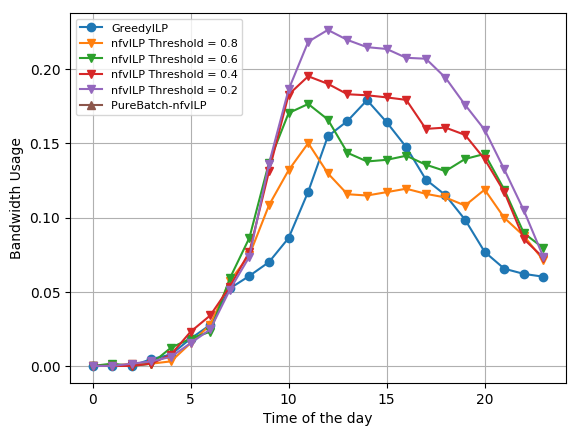 GreedyILP
nfvILP Threshold = 0.8
nfvILP Threshold = 0.6
nfvILP Threshold = 0.4
nfvILP Threshold = 0.2
PureBatch-nfvILP
0.20
0.15
0.10
0.05
0.00
Bandwidth Usage
0 5 10 15 20
Time of the day